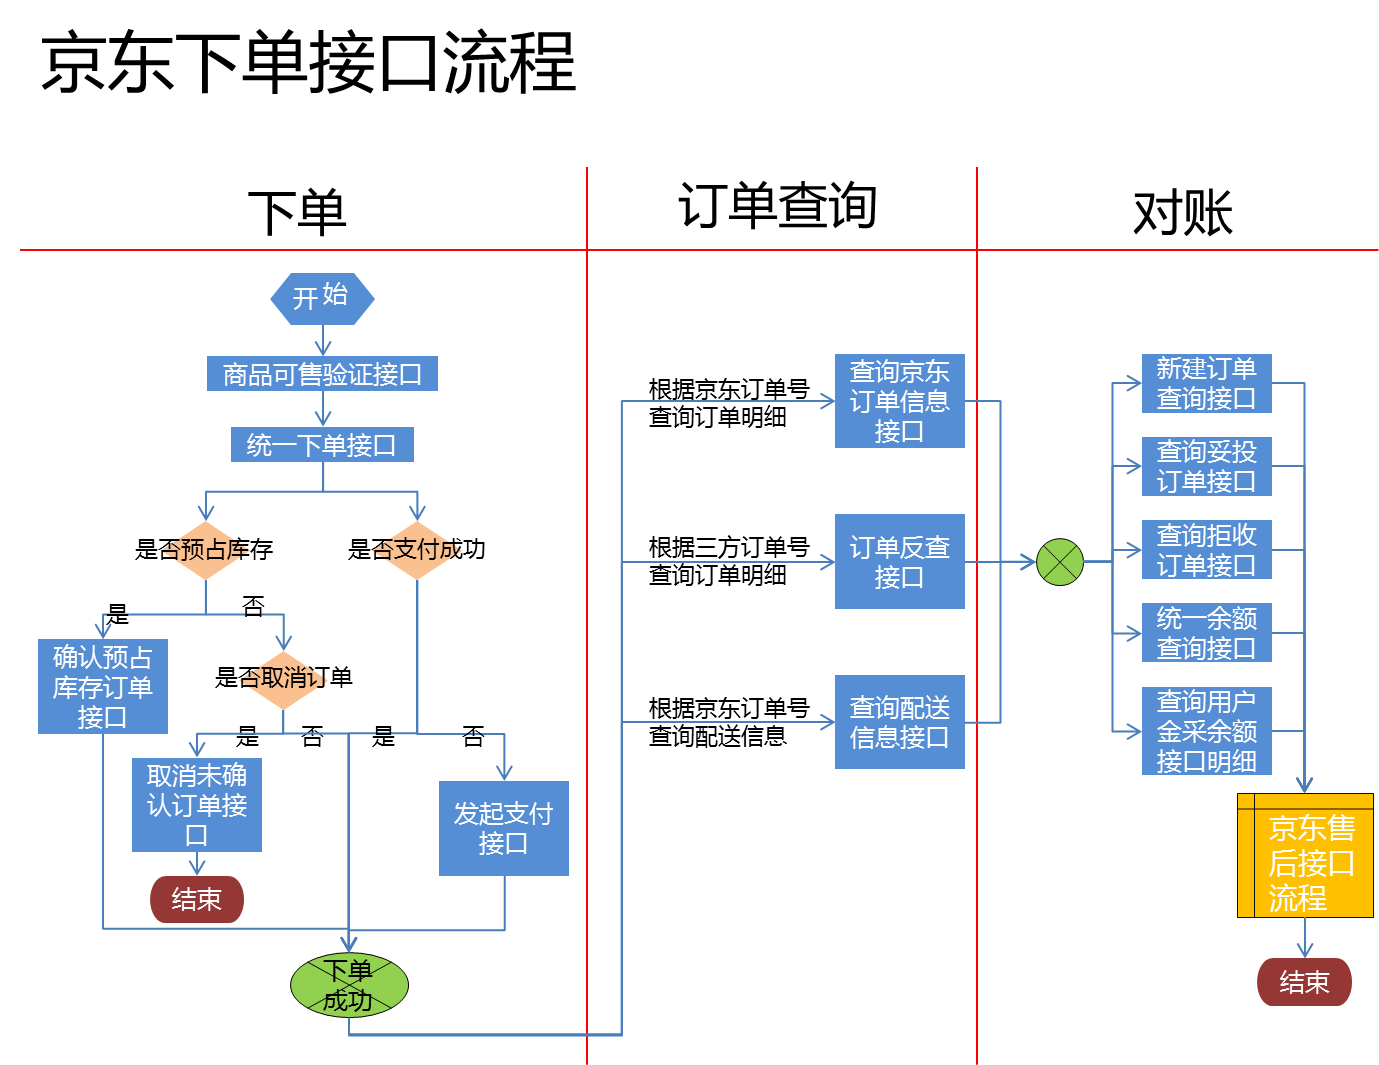 京东下单接口流程
下单
订单查询
对账
开始
商品可售验证接口
统一下单接口
是否预占库存
是否支付成功
是
否
确认预占
库存订单
接口
是否取消订单
是
否
是
否
取消未确
认订单接
口
发起支付
接口
结束
下单
成功
根据京东订单号
查询订单明细
查询京东
订单信息
接口
根据三方订单号
查询订单明细
订单反查
接口
根据京东订单号
查询配送信息
查询配送
信息接口
新建订单
查询接口
查询妥投
订单接口
查询拒收
订单接口
统一余额
查询接口
查询用户
金采余额
接口明细
京东售
后接口
流程
结束